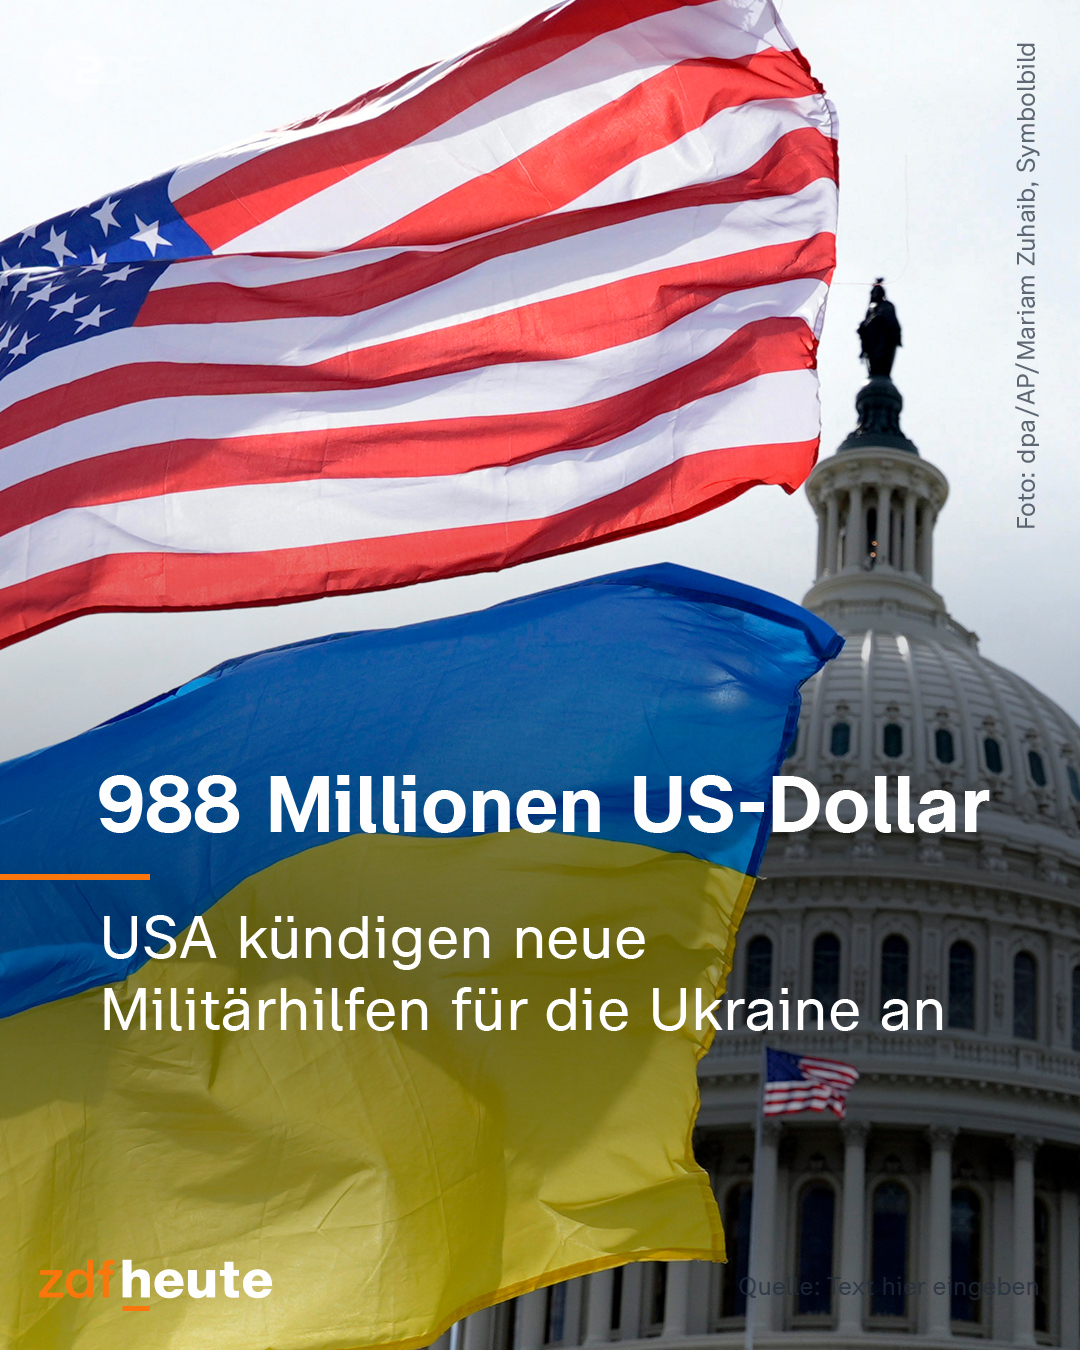 Foto: dpa/AP/Mariam Zuhaib, Symbolbild
988 Millionen US-Dollar
USA kündigen neue
Militärhilfen für die Ukraine an
zdfheute
Quelle: Text hier eingeben